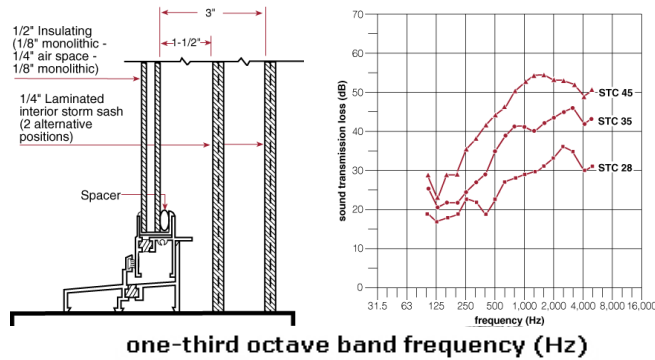 3"
1-1/2"
1/2" Insulating
(1/8" monolithic -
1/4" air space -
1/8" monolithic)
1/4" Laminated
interior storm sash
(2 alternative
positions)
Spacer
sound transmission loss (dB)
70
60
50
40
30
20
10
0
STC 45
STC 35
STC 28
31.5 63 125 250 500 1,000 2,000 4,000 8,000 16,000
frequency (Hz)
one-third octave band frequency (Hz)